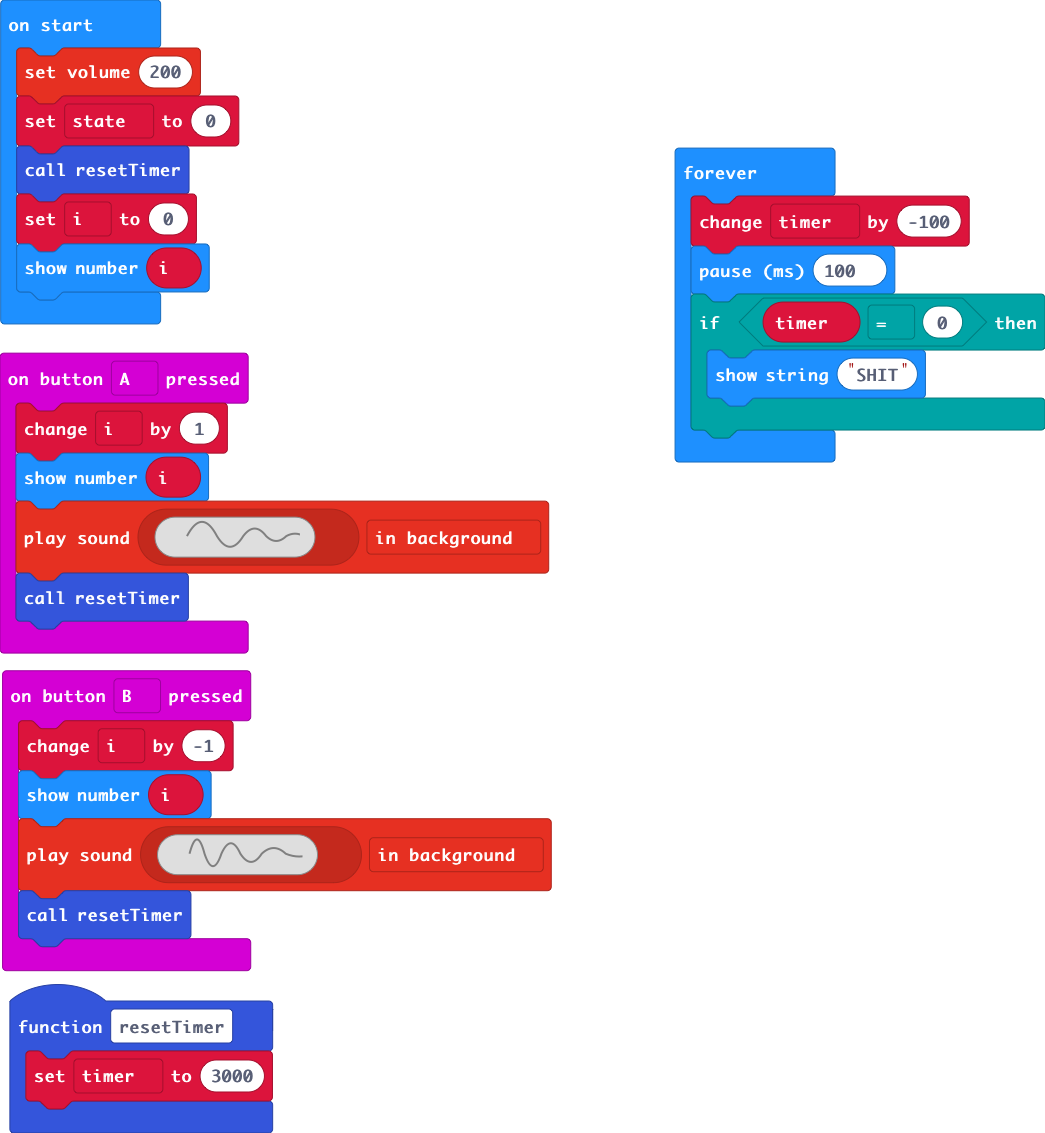 on start
set volume 200
set state to 0
call resetTimer
set i to 0
show number i
on button A pressed
change i by 1
show number i
play sound in background
call resetTimer
on button B pressed
change i by -1
show number i
play sound in background
call resetTimer
function resetTimer
set timer to 3000
forever
change timer by -100
pause (ms) 100
if timer = 0 then
show string "SHIT"